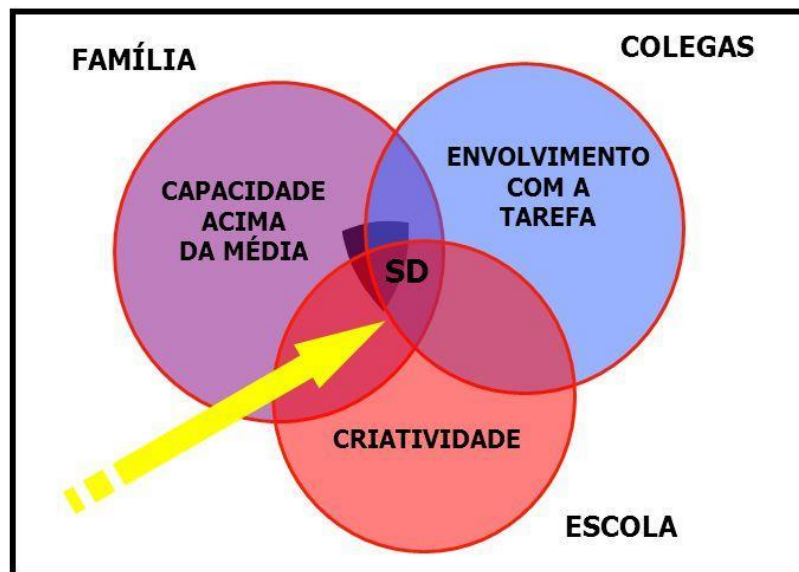 FAMÍLIA
COLEGAS
CAPACIDADE
ACIMA
DA MÉDIA
ENVOLVIMENTO
COM A
TAREFA
SD
CRIATIVIDADE
ESCOLA